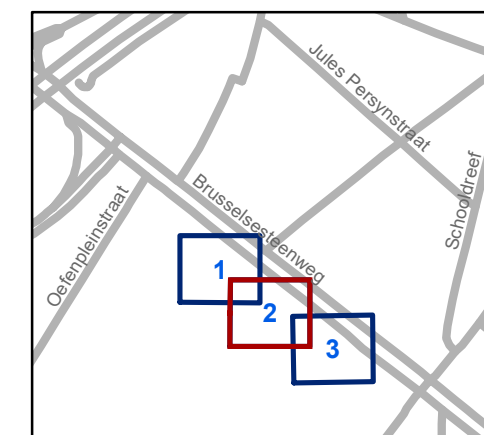 Jules Persynstraat
Schooldreef
Brusselsesteenweg
Oefenpleinstraat
1
2
3